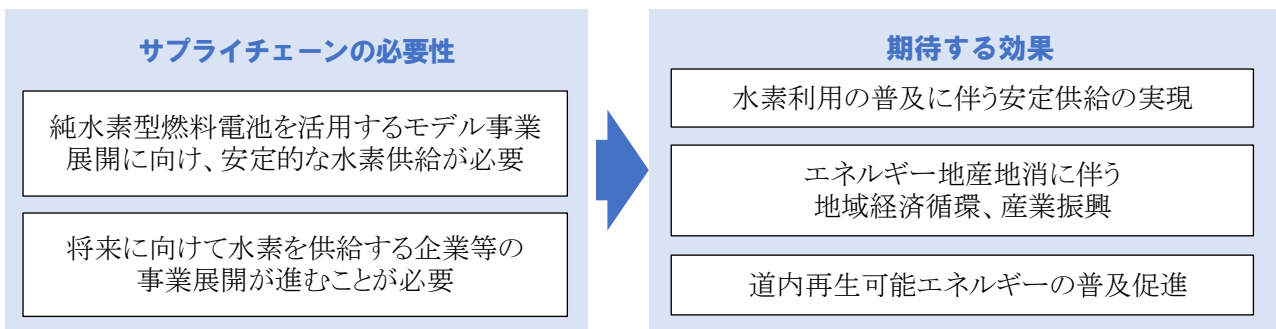 サプライチェーンの必要性
純水素型燃料電池を活用するモデル事業
展開に向け、安定的な水素供給が必要
将来に向けて水素を供給する企業等の
事業展開が進むことが必要
期待する効果
水素利用の普及に伴う安定供給の実現
エネルギー地産地消に伴う
地域経済循環、産業振興
道内再生可能エネルギーの普及促進